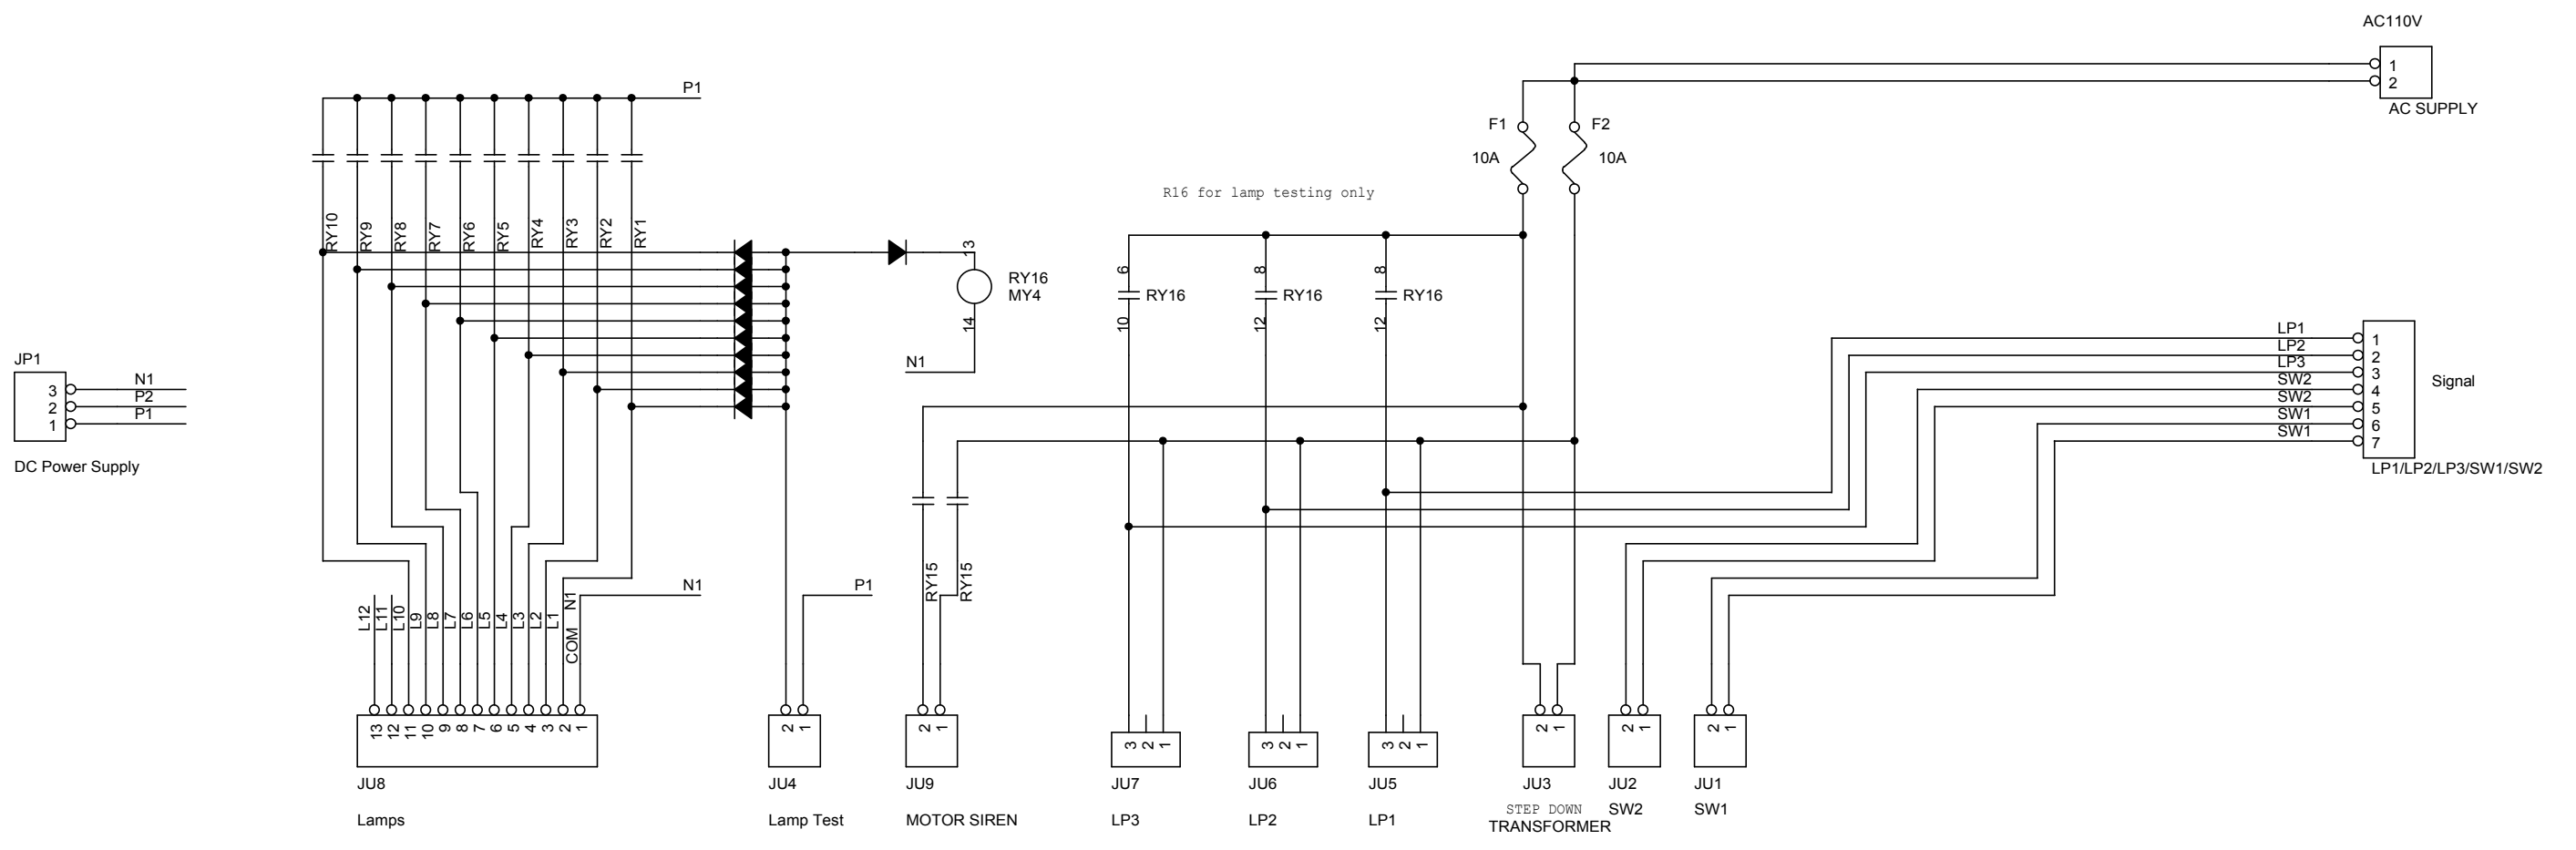 AC110V
1
2
AC SUPPLY
P1
F1
F2
10A
10A
R16 for lamp testing only
RY10
RY9
RY8
RY7
RY6
RY5
RY4
RY3
RY2
RY1
13
RY16
MY4
14
N1
6
RY16
10
8
RY16
12
8
RY16
12
JP1
3
2
1
N1
P2
P1
DC Power Supply
LP1
LP2
LP3
SW2
SW2
SW1
SW1
1
2
3
4
5
6
7
Signal
LP1/LP2/LP3/SW1/SW2
RY15
RY15
N1
P1
L12
L11
L10
L9
L8
L7
L6
L5
L4
L3
L2
L1
COM N1
13
12
11
10
9
8
7
6
5
4
3
2
1
JU8
Lamps
2
1
JU4
Lamp Test
2
1
JU9
MOTOR SIREN
3
2
1
JU7
LP3
3
2
1
JU6
LP2
3
2
1
JU5
LP1
2
1
JU3
STEP DOWN
TRANSFORMER
2
1
JU2
SW2
2
1
JU1
SW1